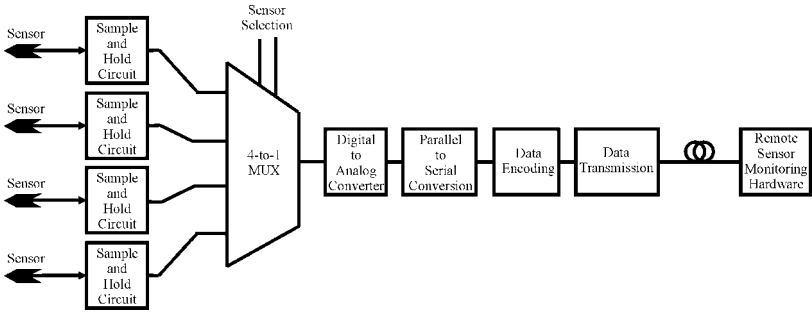 Sensor
Selection
Sensor
Sample
and
Hold
Circuit
Sensor
Sample
and
Hold
Circuit
Sensor
Sample
and
Hold
Circuit
Sensor
Sample
and
Hold
Circuit
4-to-1
MUX
Digital
to
Analog
Converter
Parallel
to
Serial
Conversion
Data
Encoding
Data
Transmission
Remote
Sensor
Monitoring
Hardware